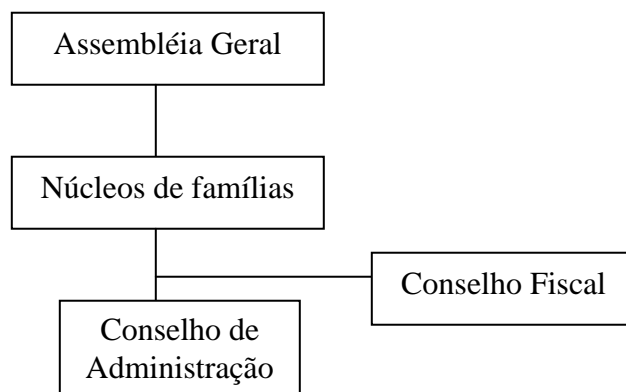 Assembléia Geral
Núcleos de famílias
Conselho Fiscal
Conselho de
Administração